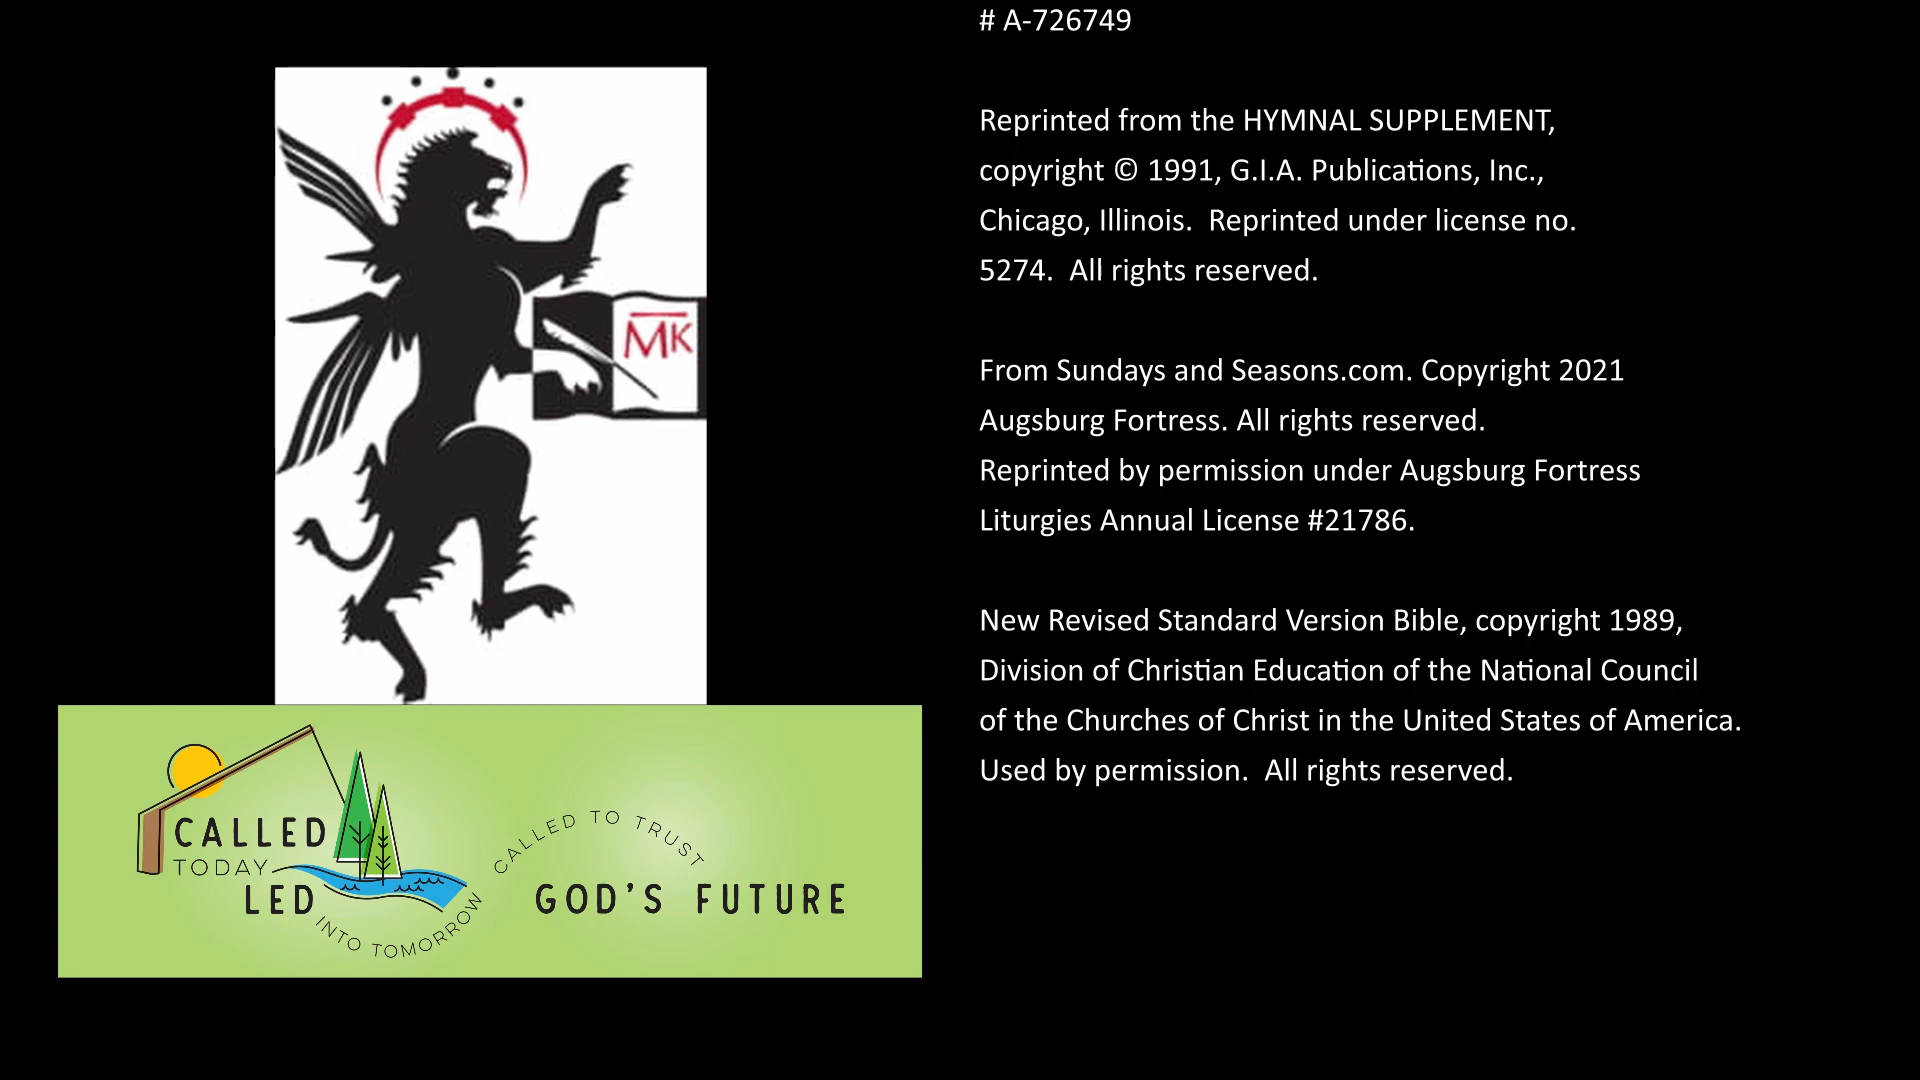 # A-726749
Reprinted from the HYMNAL SUPPLEMENT,
copyright © 1991, G.I.A. Publications, Inc.,
Chicago, Illinois.  Reprinted under license no.
5274.  All rights reserved.
From Sundays and Seasons.com. Copyright 2021
Augsburg Fortress. All rights reserved.
Reprinted by permission under Augsburg Fortress
Liturgies Annual License #21786.
New Revised Standard Version Bible, copyright 1989,
Division of Christian Education of the National Council
of the Churches of Christ in the United States of America.
Used by permission.  All rights reserved.
MK
CALLED
TODAY
LED
INTO TOMORROW
CALLED TO TRUST
GOD'S FUTURE